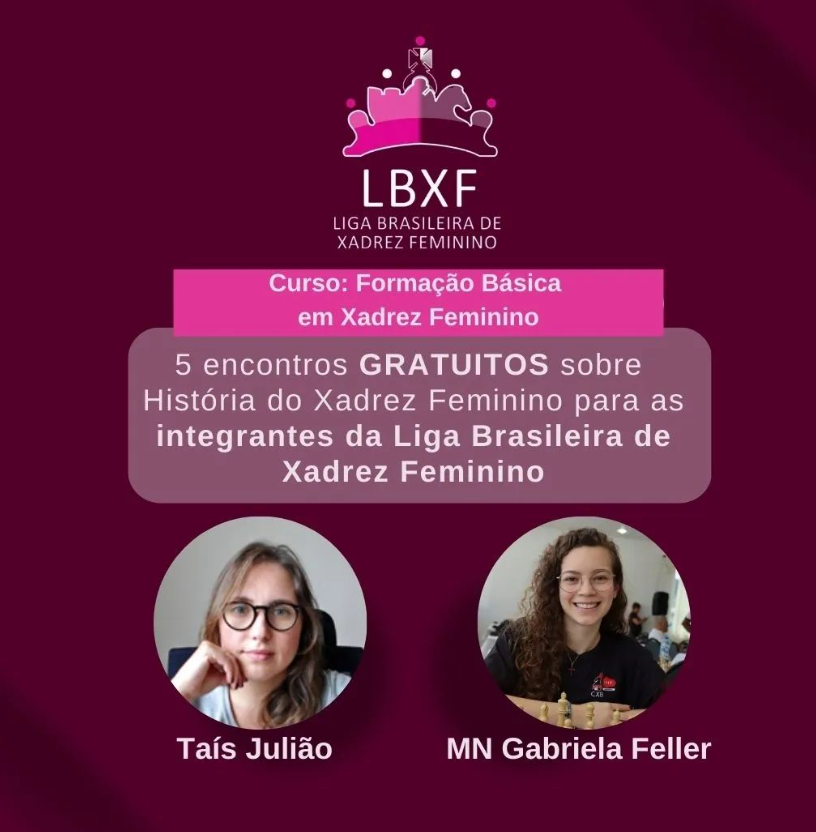 LBXF
LIGA BRASILEIRA DE
XADREZ FEMININO
Curso: Formação Básica
em Xadrez Feminino
5 encontros GRATUITOS sobre
História do Xadrez Feminino para as
integrantes da Liga Brasileira de
Xadrez Feminino
Taís Julião
MN Gabriela Feller